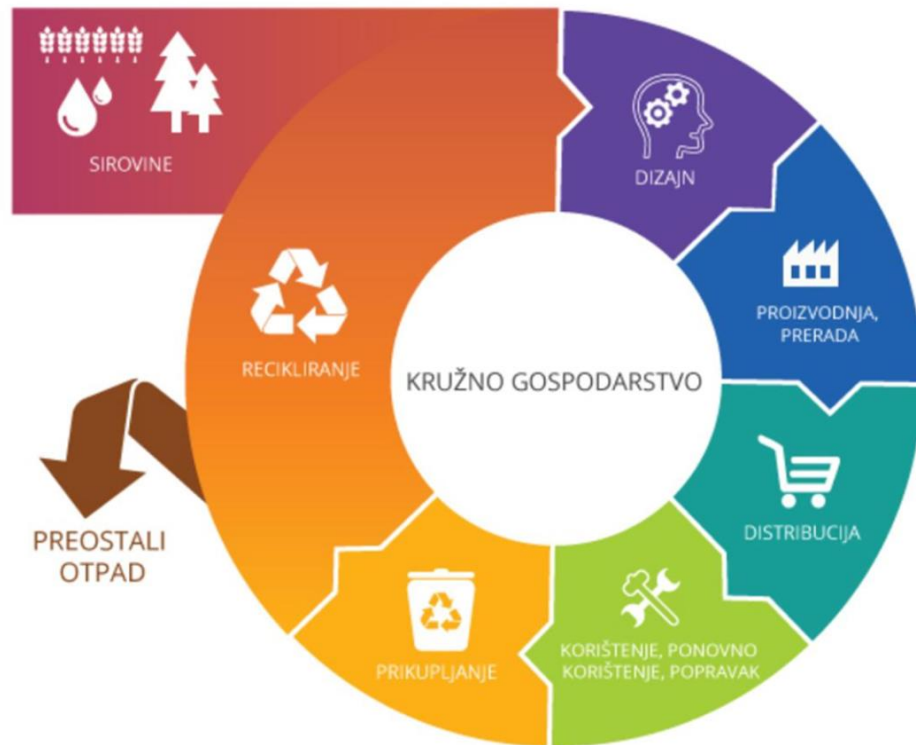 SIROVINE
DIZAJN
PROIZVODNJA,
PRERADA
RECIKLIRANJE
KRUŽNO GOSPODARSTVO
DISTRIBUCIJA
PREOSTALI
OTPAD
KORIŠTENJE, PONOVNO
KORIŠTENJE, POPRAVAK
PRIKUPLJANJE